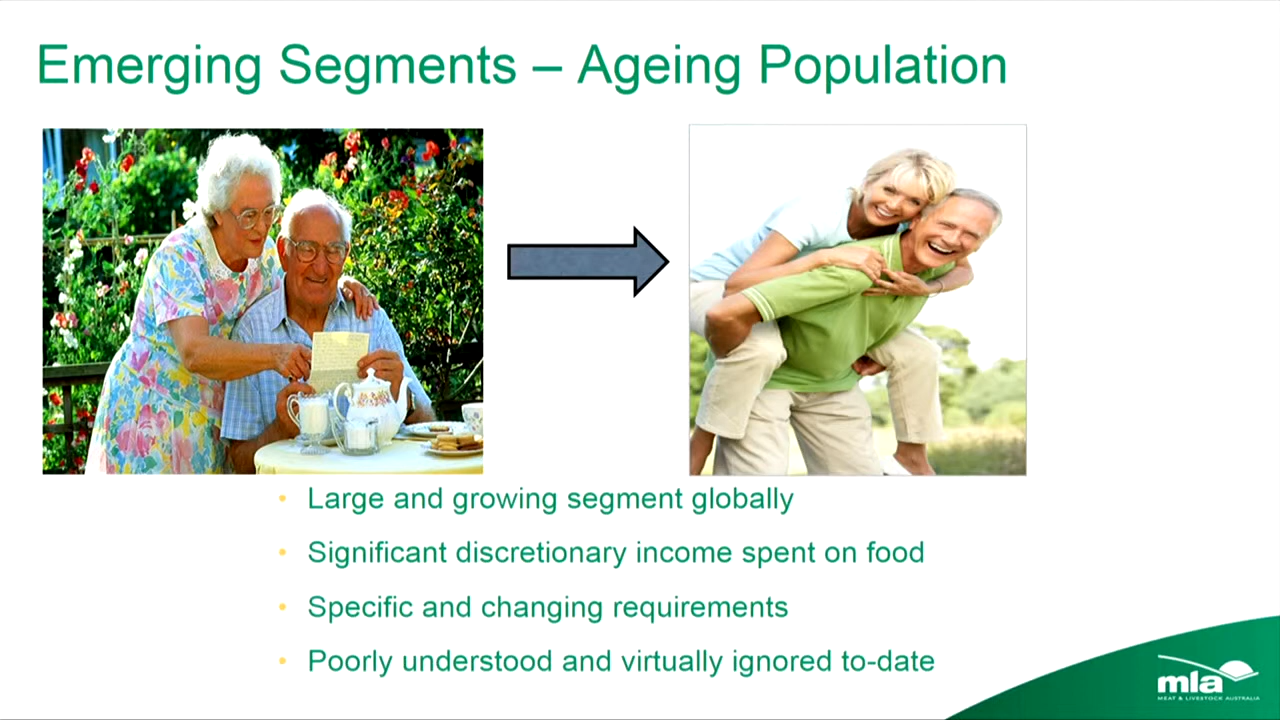 Emerging Segments – Ageing Population
• Large and growing segment globally
• Significant discretionary income spent on food
• Specific and changing requirements
• Poorly understood and virtually ignored to-date
mla
MEAT & LIVESTOCK AUSTRALIA